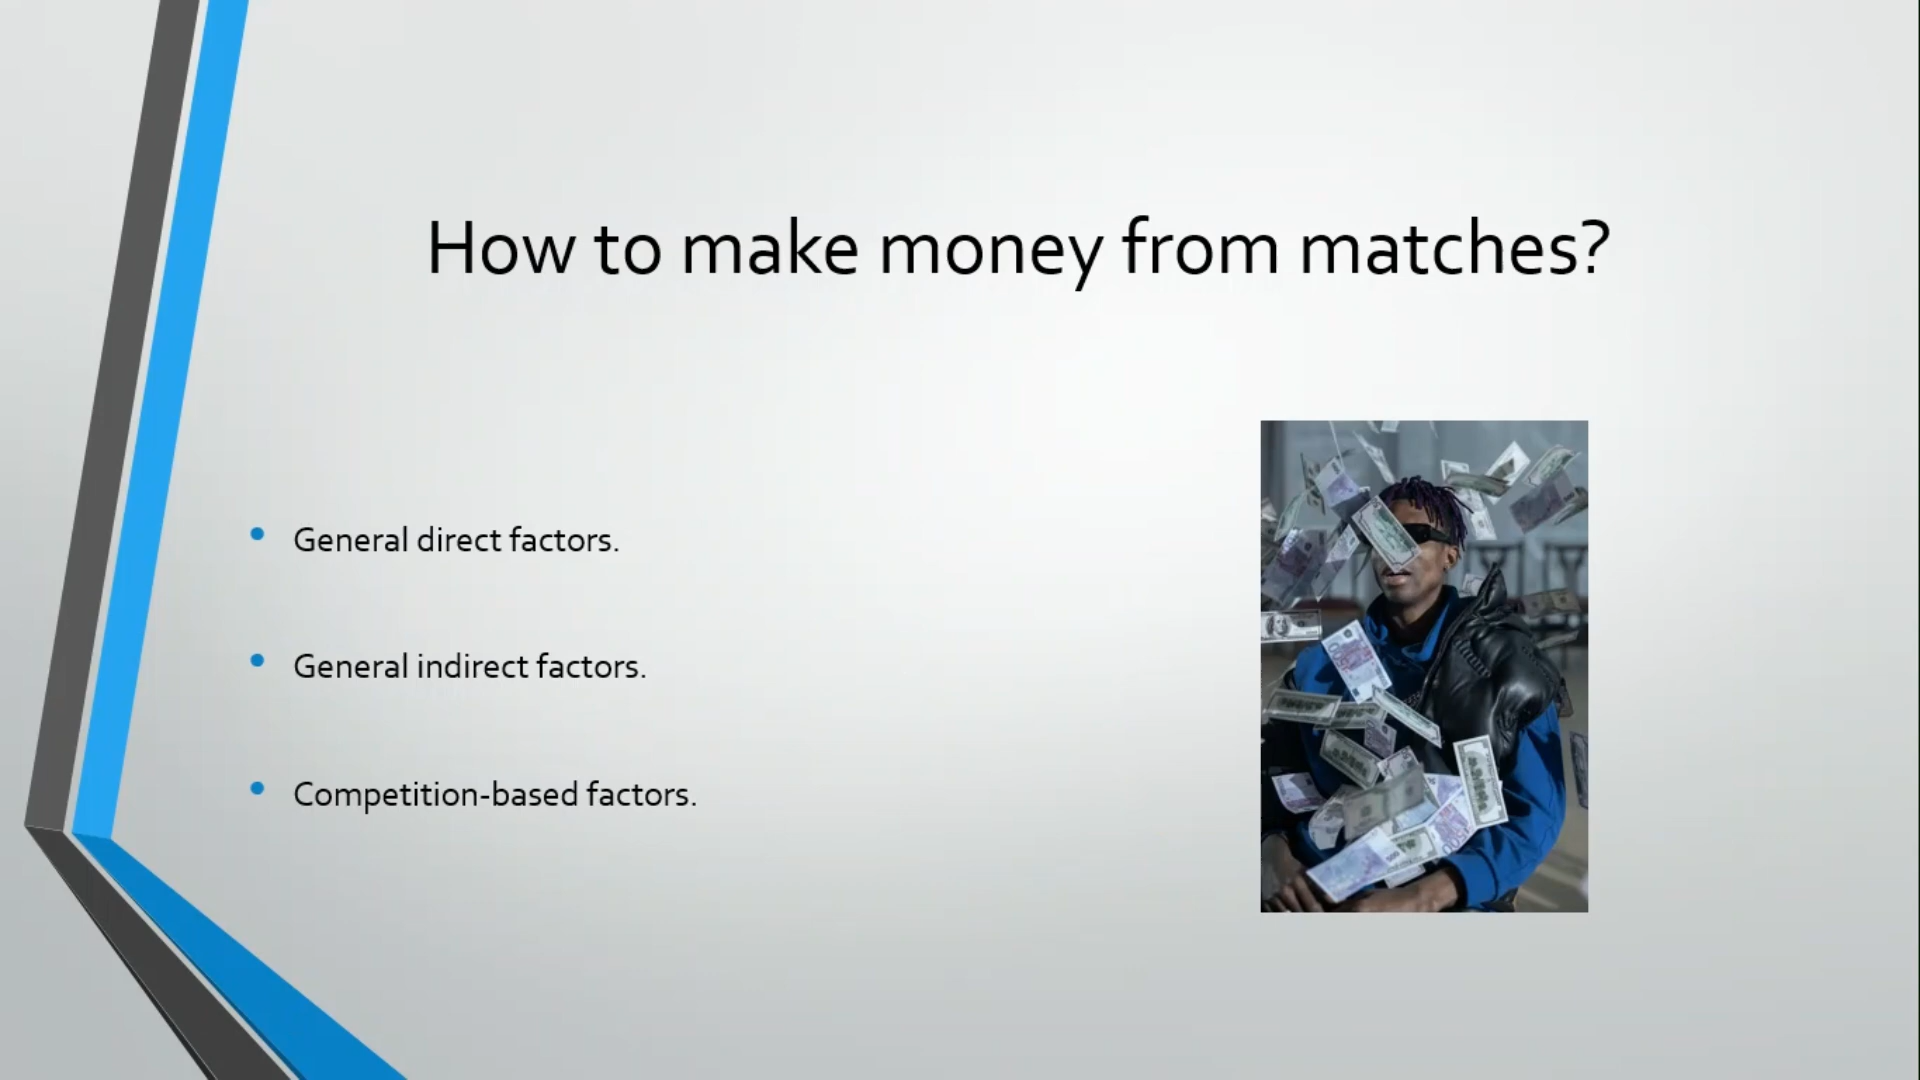 How to make money from matches?
General direct factors.
General indirect factors.
Competition-based factors.